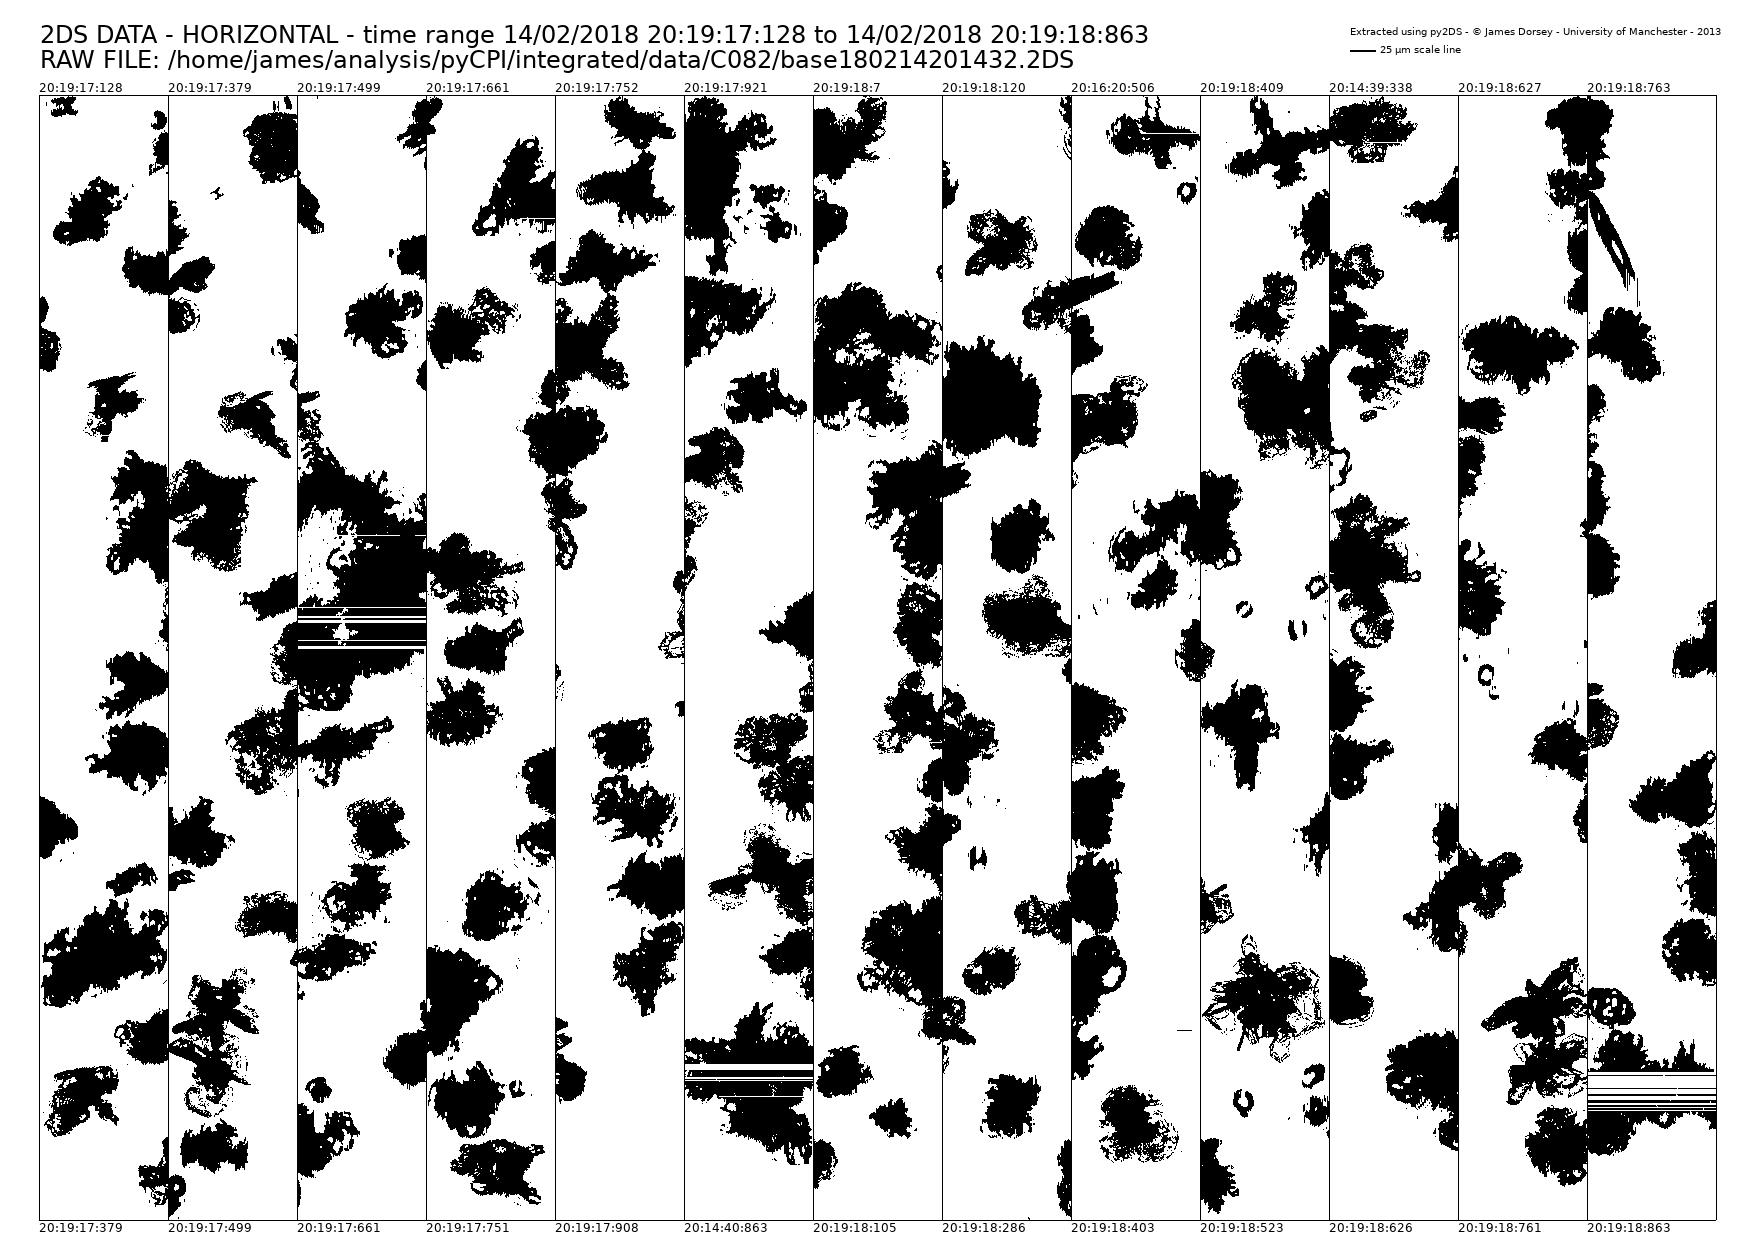 2DS DATA - HORIZONTAL - time range 14/02/2018 20:19:17:128 to 14/02/2018 20:19:18:863
RAW FILE: /home/james/analysis/pyCPI/integrated/data/C082/base180214201432.2DS
Extracted using py2DS - © James Dorsey - University of Manchester - 2013
25 µm scale line
20:19:17:128 20:19:17:379 20:19:17:499 20:19:17:661 20:19:17:752 20:19:17:921 20:19:18:7 20:19:18:120 20:16:20:506 20:19:18:409 20:14:39:338 20:19:18:627 20:19:18:763
20:19:17:379 20:19:17:499 20:19:17:661 20:19:17:751 20:19:17:908 20:14:40:863 20:19:18:105 20:19:18:286 20:19:18:403 20:19:18:523 20:19:18:626 20:19:18:761 20:19:18:863